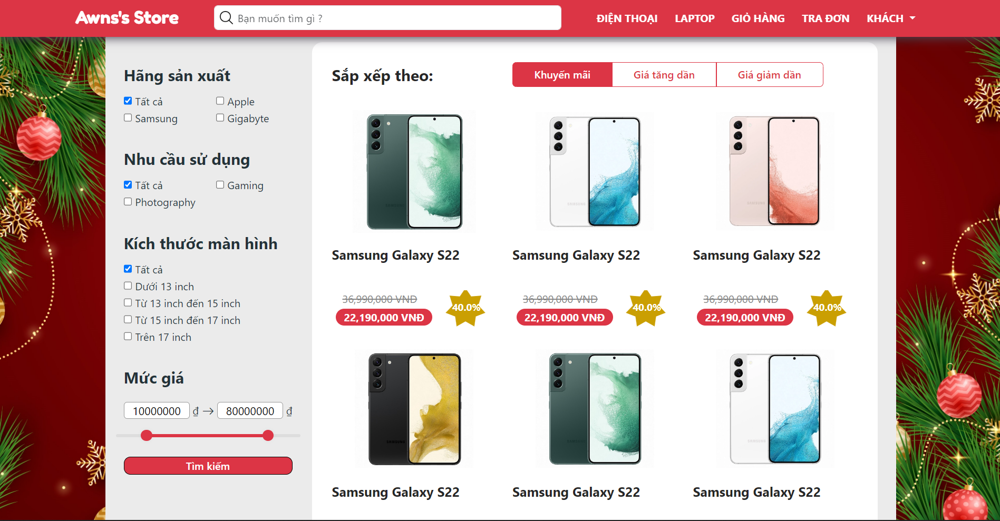 Awns's Store
Bạn muốn tìm gì ?
ĐIỆN THOẠI LAPTOP GIỎ HÀNG TRA ĐƠN KHÁCH
Hãng sản xuất
Tất cả Apple
Samsung Gigabyte
Nhu cầu sử dụng
Tất cả Gaming
Photography
Kích thước màn hình
Tất cả
Dưới 13 inch
Từ 13 inch đến 15 inch
Từ 15 inch đến 17 inch
Trên 17 inch
Mức giá
10000000 ₫ → 80000000 ₫
Tìm kiếm
Sắp xếp theo:
Khuyến mãi Giá tăng dần Giá giảm dần
SAMSUNG SAMSUNG SAMSUNG
Samsung Galaxy S22 Samsung Galaxy S22 Samsung Galaxy S22
36,990,000 VNĐ 36,990,000 VNĐ 36,990,000 VNĐ
40.0% 40.0% 40.0%
22,190,000 VNĐ 22,190,000 VNĐ 22,190,000 VNĐ
SAMSUNG SAMSUNG SAMSUNG
Samsung Galaxy S22 Samsung Galaxy S22 Samsung Galaxy S22